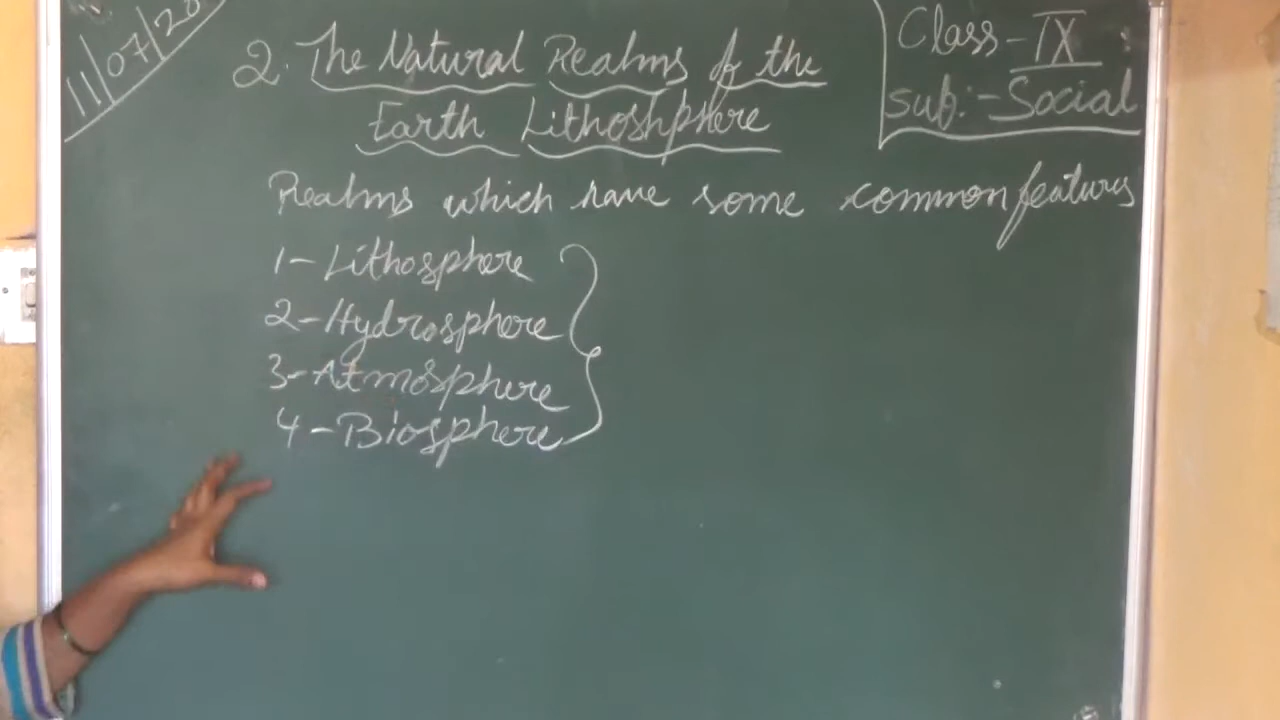 11/07/20
Class-IX :
Sub:-Social
2. The Natural Realms of the
Earth Lithoshphere
Realms which have some common features
1-Lithosphere
2-Hydrosphere
3-Atmosphere
4-Biosphere